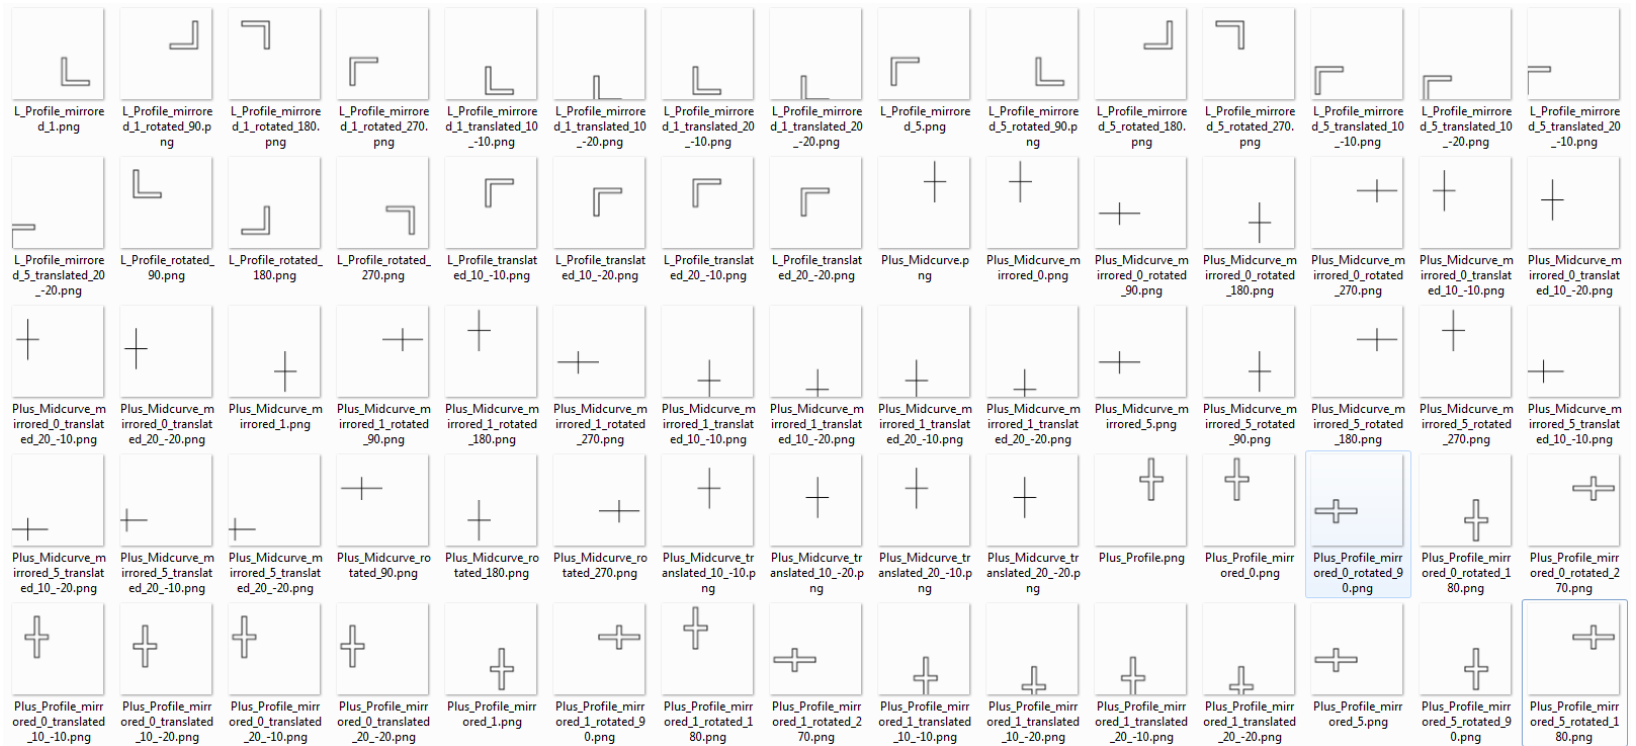 L_Profile_mirrore
d_1.png
L_Profile_mirrore
d_1_rotated_90.p
ng
L_Profile_mirrore
d_1_rotated_180.
png
L_Profile_mirrore
d_1_rotated_270.
png
L_Profile_mirrore
d_1_translated_10
_-10.png
L_Profile_mirrore
d_1_translated_10
_-20.png
L_Profile_mirrore
d_1_translated_20
_-10.png
L_Profile_mirrore
d_1_translated_20
_-20.png
L_Profile_mirrore
d_5.png
L_Profile_mirrore
d_5_rotated_90.p
ng
L_Profile_mirrore
d_5_rotated_180.
png
L_Profile_mirrore
d_5_rotated_270.
png
L_Profile_mirrore
d_5_translated_10
_-10.png
L_Profile_mirrore
d_5_translated_10
_-20.png
L_Profile_mirrore
d_5_translated_20
_-10.png
L_Profile_mirrore
d_5_translated_20
_-20.png
L_Profile_rotated_
90.png
L_Profile_rotated_
180.png
L_Profile_rotated_
270.png
L_Profile_translat
ed_10_-10.png
L_Profile_translat
ed_10_-20.png
L_Profile_translat
ed_20_-10.png
L_Profile_translat
ed_20_-20.png
Plus_Midcurve.p
ng
Plus_Midcurve_m
irrored_0.png
Plus_Midcurve_m
irrored_0_rotated
_90.png
Plus_Midcurve_m
irrored_0_rotated
_180.png
Plus_Midcurve_m
irrored_0_rotated
_270.png
Plus_Midcurve_m
irrored_0_translat
ed_10_-10.png
Plus_Midcurve_m
irrored_0_translat
ed_10_-20.png
Plus_Midcurve_m
irrored_0_translat
ed_20_-10.png
Plus_Midcurve_m
irrored_0_translat
ed_20_-20.png
Plus_Midcurve_m
irrored_1.png
Plus_Midcurve_m
irrored_1_rotated
_90.png
Plus_Midcurve_m
irrored_1_rotated
_180.png
Plus_Midcurve_m
irrored_1_rotated
_270.png
Plus_Midcurve_m
irrored_1_translat
ed_10_-10.png
Plus_Midcurve_m
irrored_1_translat
ed_10_-20.png
Plus_Midcurve_m
irrored_1_translat
ed_20_-10.png
Plus_Midcurve_m
irrored_1_translat
ed_20_-20.png
Plus_Midcurve_m
irrored_5.png
Plus_Midcurve_m
irrored_5_rotated
_90.png
Plus_Midcurve_m
irrored_5_rotated
_180.png
Plus_Midcurve_m
irrored_5_rotated
_270.png
Plus_Midcurve_m
irrored_5_translat
ed_10_-10.png
Plus_Midcurve_m
irrored_5_translat
ed_10_-20.png
Plus_Midcurve_m
irrored_5_translat
ed_20_-10.png
Plus_Midcurve_m
irrored_5_translat
ed_20_-20.png
Plus_Midcurve_ro
tated_90.png
Plus_Midcurve_ro
tated_180.png
Plus_Midcurve_ro
tated_270.png
Plus_Midcurve_tr
anslated_10_-10.p
ng
Plus_Midcurve_tr
anslated_10_-20.p
ng
Plus_Midcurve_tr
anslated_20_-10.p
ng
Plus_Midcurve_tr
anslated_20_-20.p
ng
Plus_Profile.png
Plus_Profile_mirr
ored_0.png
Plus_Profile_mirr
ored_0_rotated_9
0.png
Plus_Profile_mirr
ored_0_rotated_1
80.png
Plus_Profile_mirr
ored_0_rotated_2
70.png
Plus_Profile_mirr
ored_0_translated
_10_-10.png
Plus_Profile_mirr
ored_0_translated
_10_-20.png
Plus_Profile_mirr
ored_0_translated
_20_-10.png
Plus_Profile_mirr
ored_0_translated
_20_-20.png
Plus_Profile_mirr
ored_1.png
Plus_Profile_mirr
ored_1_rotated_9
0.png
Plus_Profile_mirr
ored_1_rotated_1
80.png
Plus_Profile_mirr
ored_1_rotated_2
70.png
Plus_Profile_mirr
ored_1_translated
_10_-10.png
Plus_Profile_mirr
ored_1_translated
_10_-20.png
Plus_Profile_mirr
ored_1_translated
_20_-10.png
Plus_Profile_mirr
ored_1_translated
_20_-20.png
Plus_Profile_mirr
ored_5.png
Plus_Profile_mirr
ored_5_rotated_9
0.png
Plus_Profile_mirr
ored_5_rotated_1
80.png